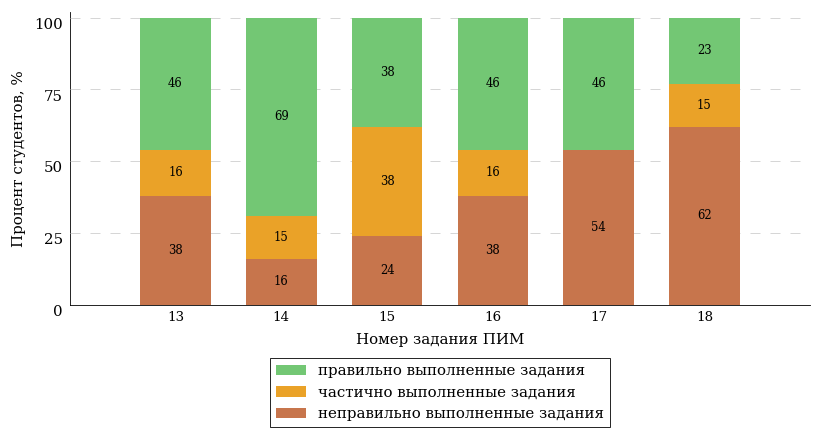 Процент студентов, %
100
75
50
25
0
46 69 38 46 46 23
16 15 38 16 15
38 16 24 38 54 62
13 14 15 16 17 18
Номер задания ПИМ
правильно выполненные задания
частично выполненные задания
неправильно выполненные задания